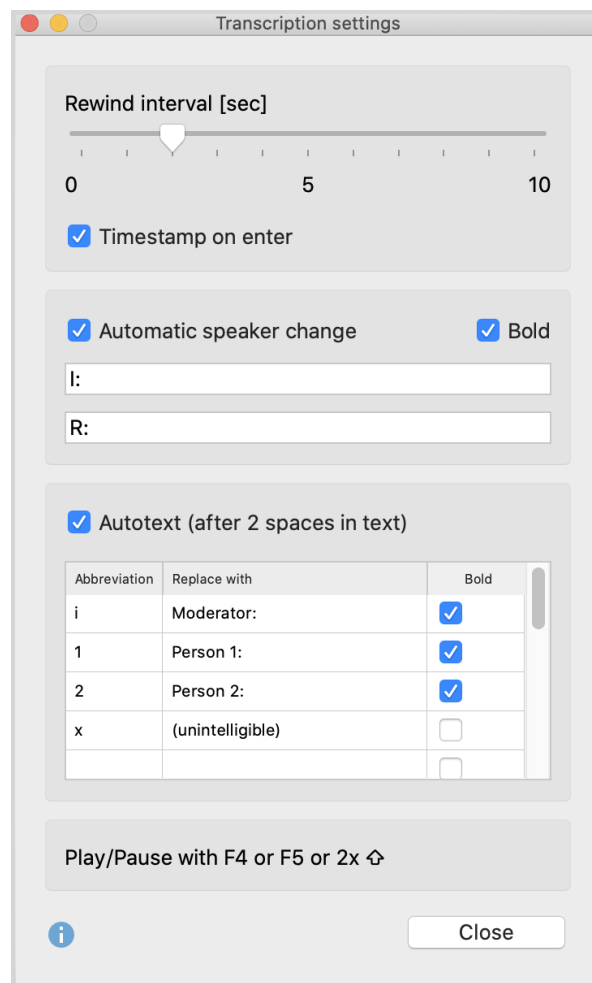 Transcription settings
Rewind interval [sec]
0 5 10
Timestamp on enter
Automatic speaker change Bold
I:
R:
Autotext (after 2 spaces in text)
Abbreviation Replace with Bold
i Moderator:
1 Person 1:
2 Person 2:
x (unintelligible)
Play/Pause with F4 or F5 or 2x ⇧
i Close